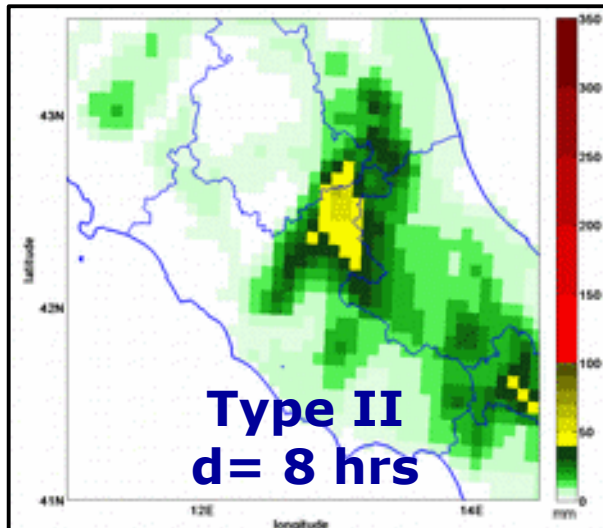 350
300
250
200
150
100
50
0
mm
43N
42N
41N
latitude
12E
14E
longitude
Type II
d= 8 hrs